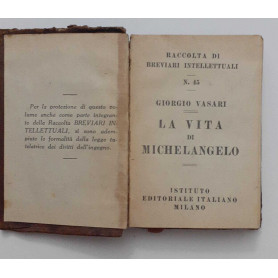 Per la protezione di questo vo-
lume anche come parte integran-
te della Raccolta BREVIARI IN-
TELLETTUALI, si sono adem-
piute le formalità della legge tu-
telatrice dei diritti dell'ingegno.
RACCOLTA DI
BREVIARI INTELLETTUALI
N. 45
GIORGIO VASARI
LA VITA
DI
MICHELANGELO
ISTITUTO
EDITORIALE ITALIANO
MILANO